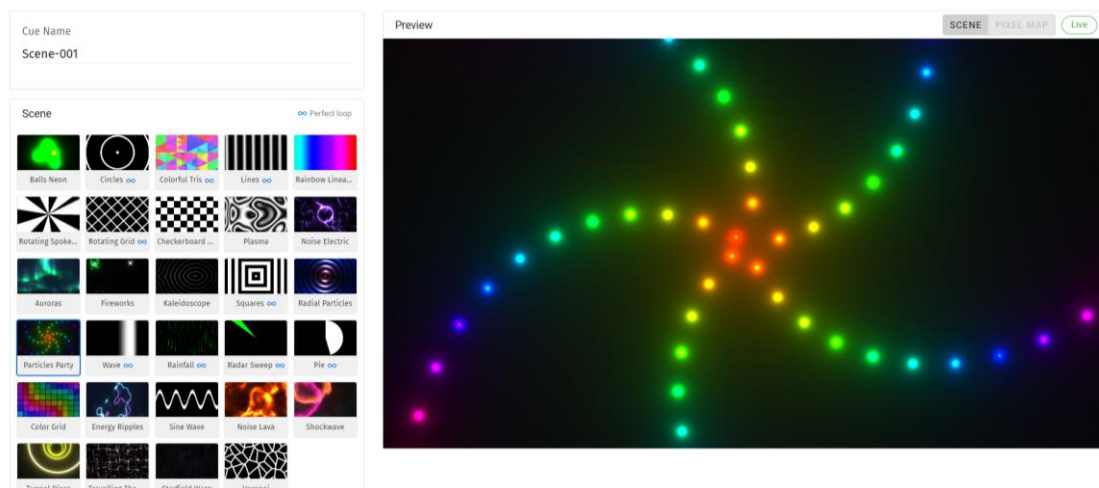 Cue Name
Scene-001
Scene
∞ Perfect loop
Balls Neon
Circles ∞
Colorful Tris ∞
Lines ∞
Rainbow Linea...
Rotating Spoke...
Rotating Grid ∞
Checkerboard ...
Plasma
Noise Electric
Auroras
Fireworks
Kaleidoscope
Squares ∞
Radial Particles
Particles Party
Wave ∞
Rainfall ∞
Radar Sweep ∞
Pie ∞
Color Grid
Energy Ripples
Sine Wave
Noise Lava
Shockwave
Preview
SCENE
PIXEL MAP
Live